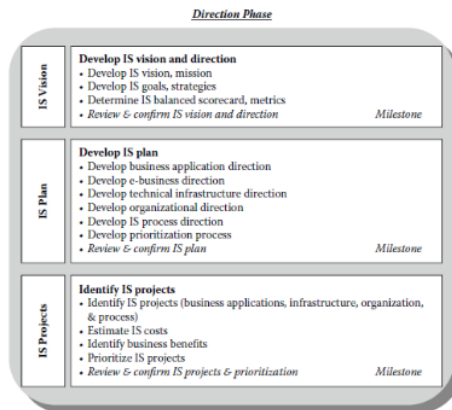 Direction Phase
IS Vision
Develop IS vision and direction
• Develop IS vision, mission
• Develop IS goals, strategies
• Determine IS balanced scorecard, metrics
• Review & confirm IS vision and direction Milestone
IS Plan
Develop IS plan
• Develop business application direction
• Develop e-business direction
• Develop technical infrastructure direction
• Develop organizational direction
• Develop IS process direction
• Develop prioritization process
• Review & confirm IS plan Milestone
IS Projects
Identify IS projects
• Identify IS projects (business applications, infrastructure, organization,
& process)
• Estimate IS costs
• Identify business benefits
• Prioritize IS projects
• Review & confirm IS projects & prioritization Milestone